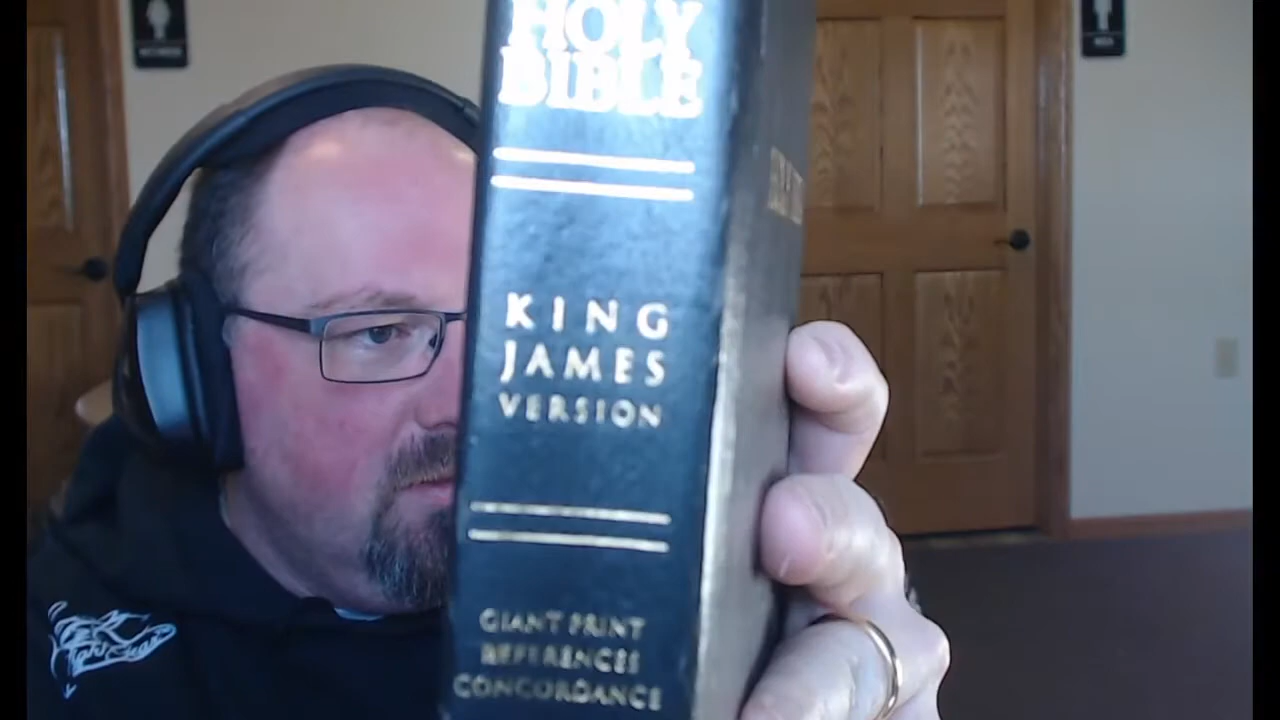 HOLY
BIBLE
KING
JAMES
VERSION
GIANT PRINT
REFERENCES
CONCORDANCE